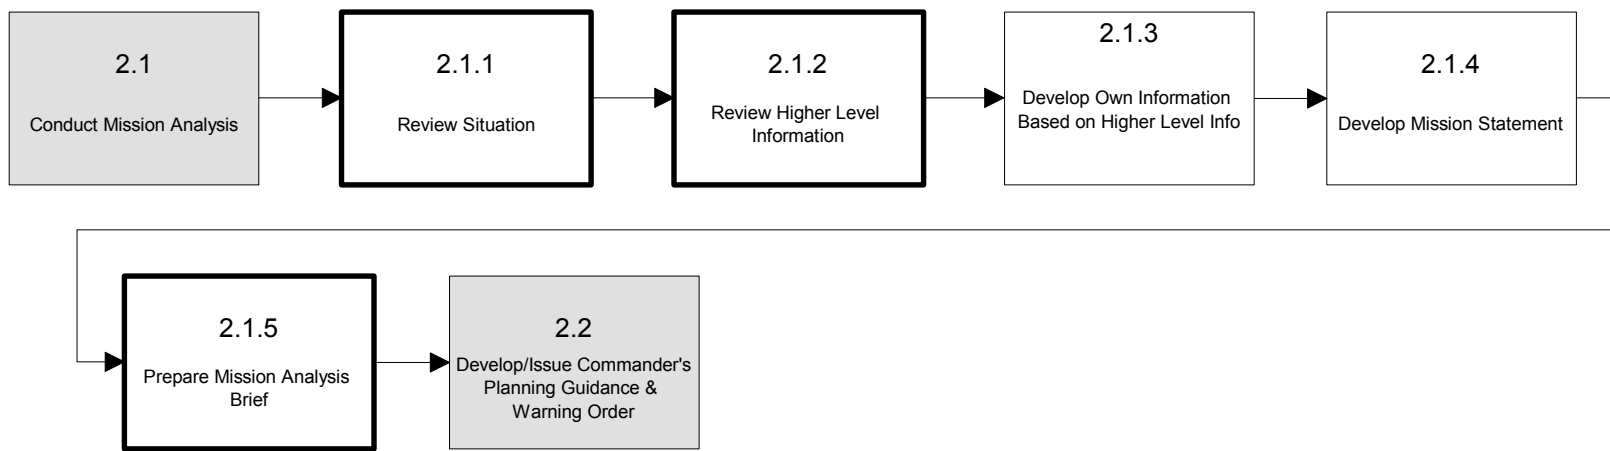 2.1
Conduct Mission Analysis
2.1.1
Review Situation
2.1.2
Review Higher Level
Information
2.1.3
Develop Own Information
Based on Higher Level Info
2.1.4
Develop Mission Statement
2.1.5
Prepare Mission Analysis
Brief
2.2
Develop/Issue Commander's
Planning Guidance &
Warning Order